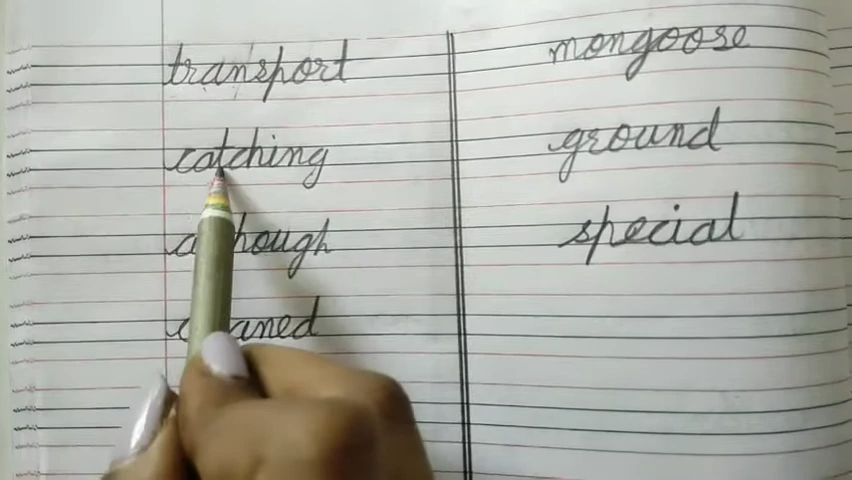 transport
catching
mongoose
ground
special